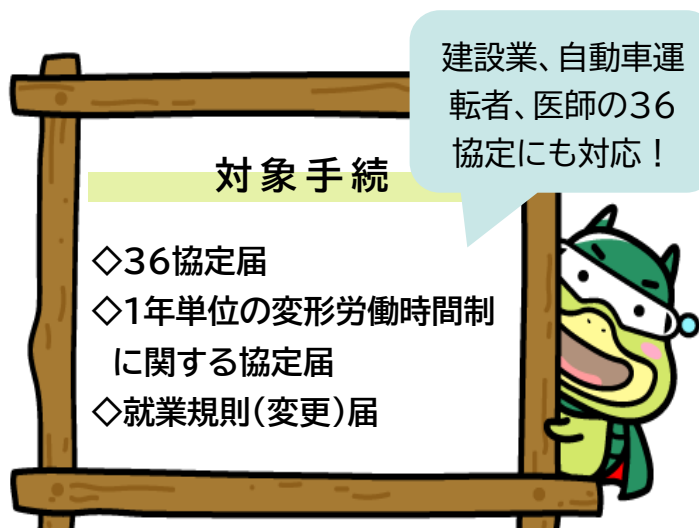 建設業、自動車運
転者、医師の36
協定にも対応！
対象手続
◇36協定届
◇1年単位の変形労働時間制
に関する協定届
◇就業規則(変更)届